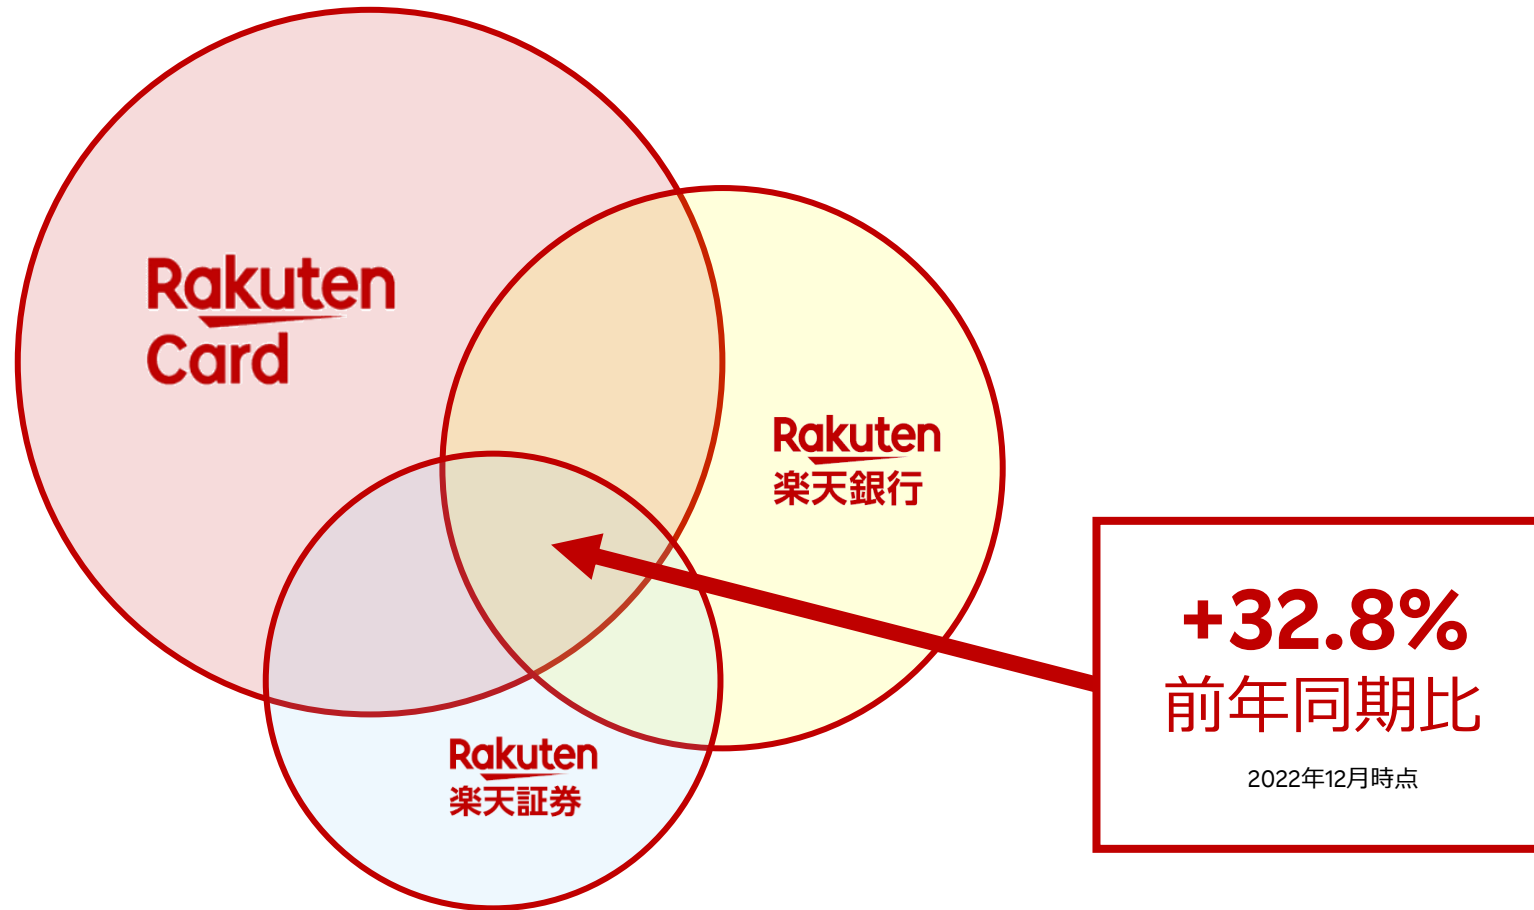 Rakuten
Card
Rakuten
楽天銀行
Rakuten
楽天証券
+32.8%
前年同期比
2022年12月時点